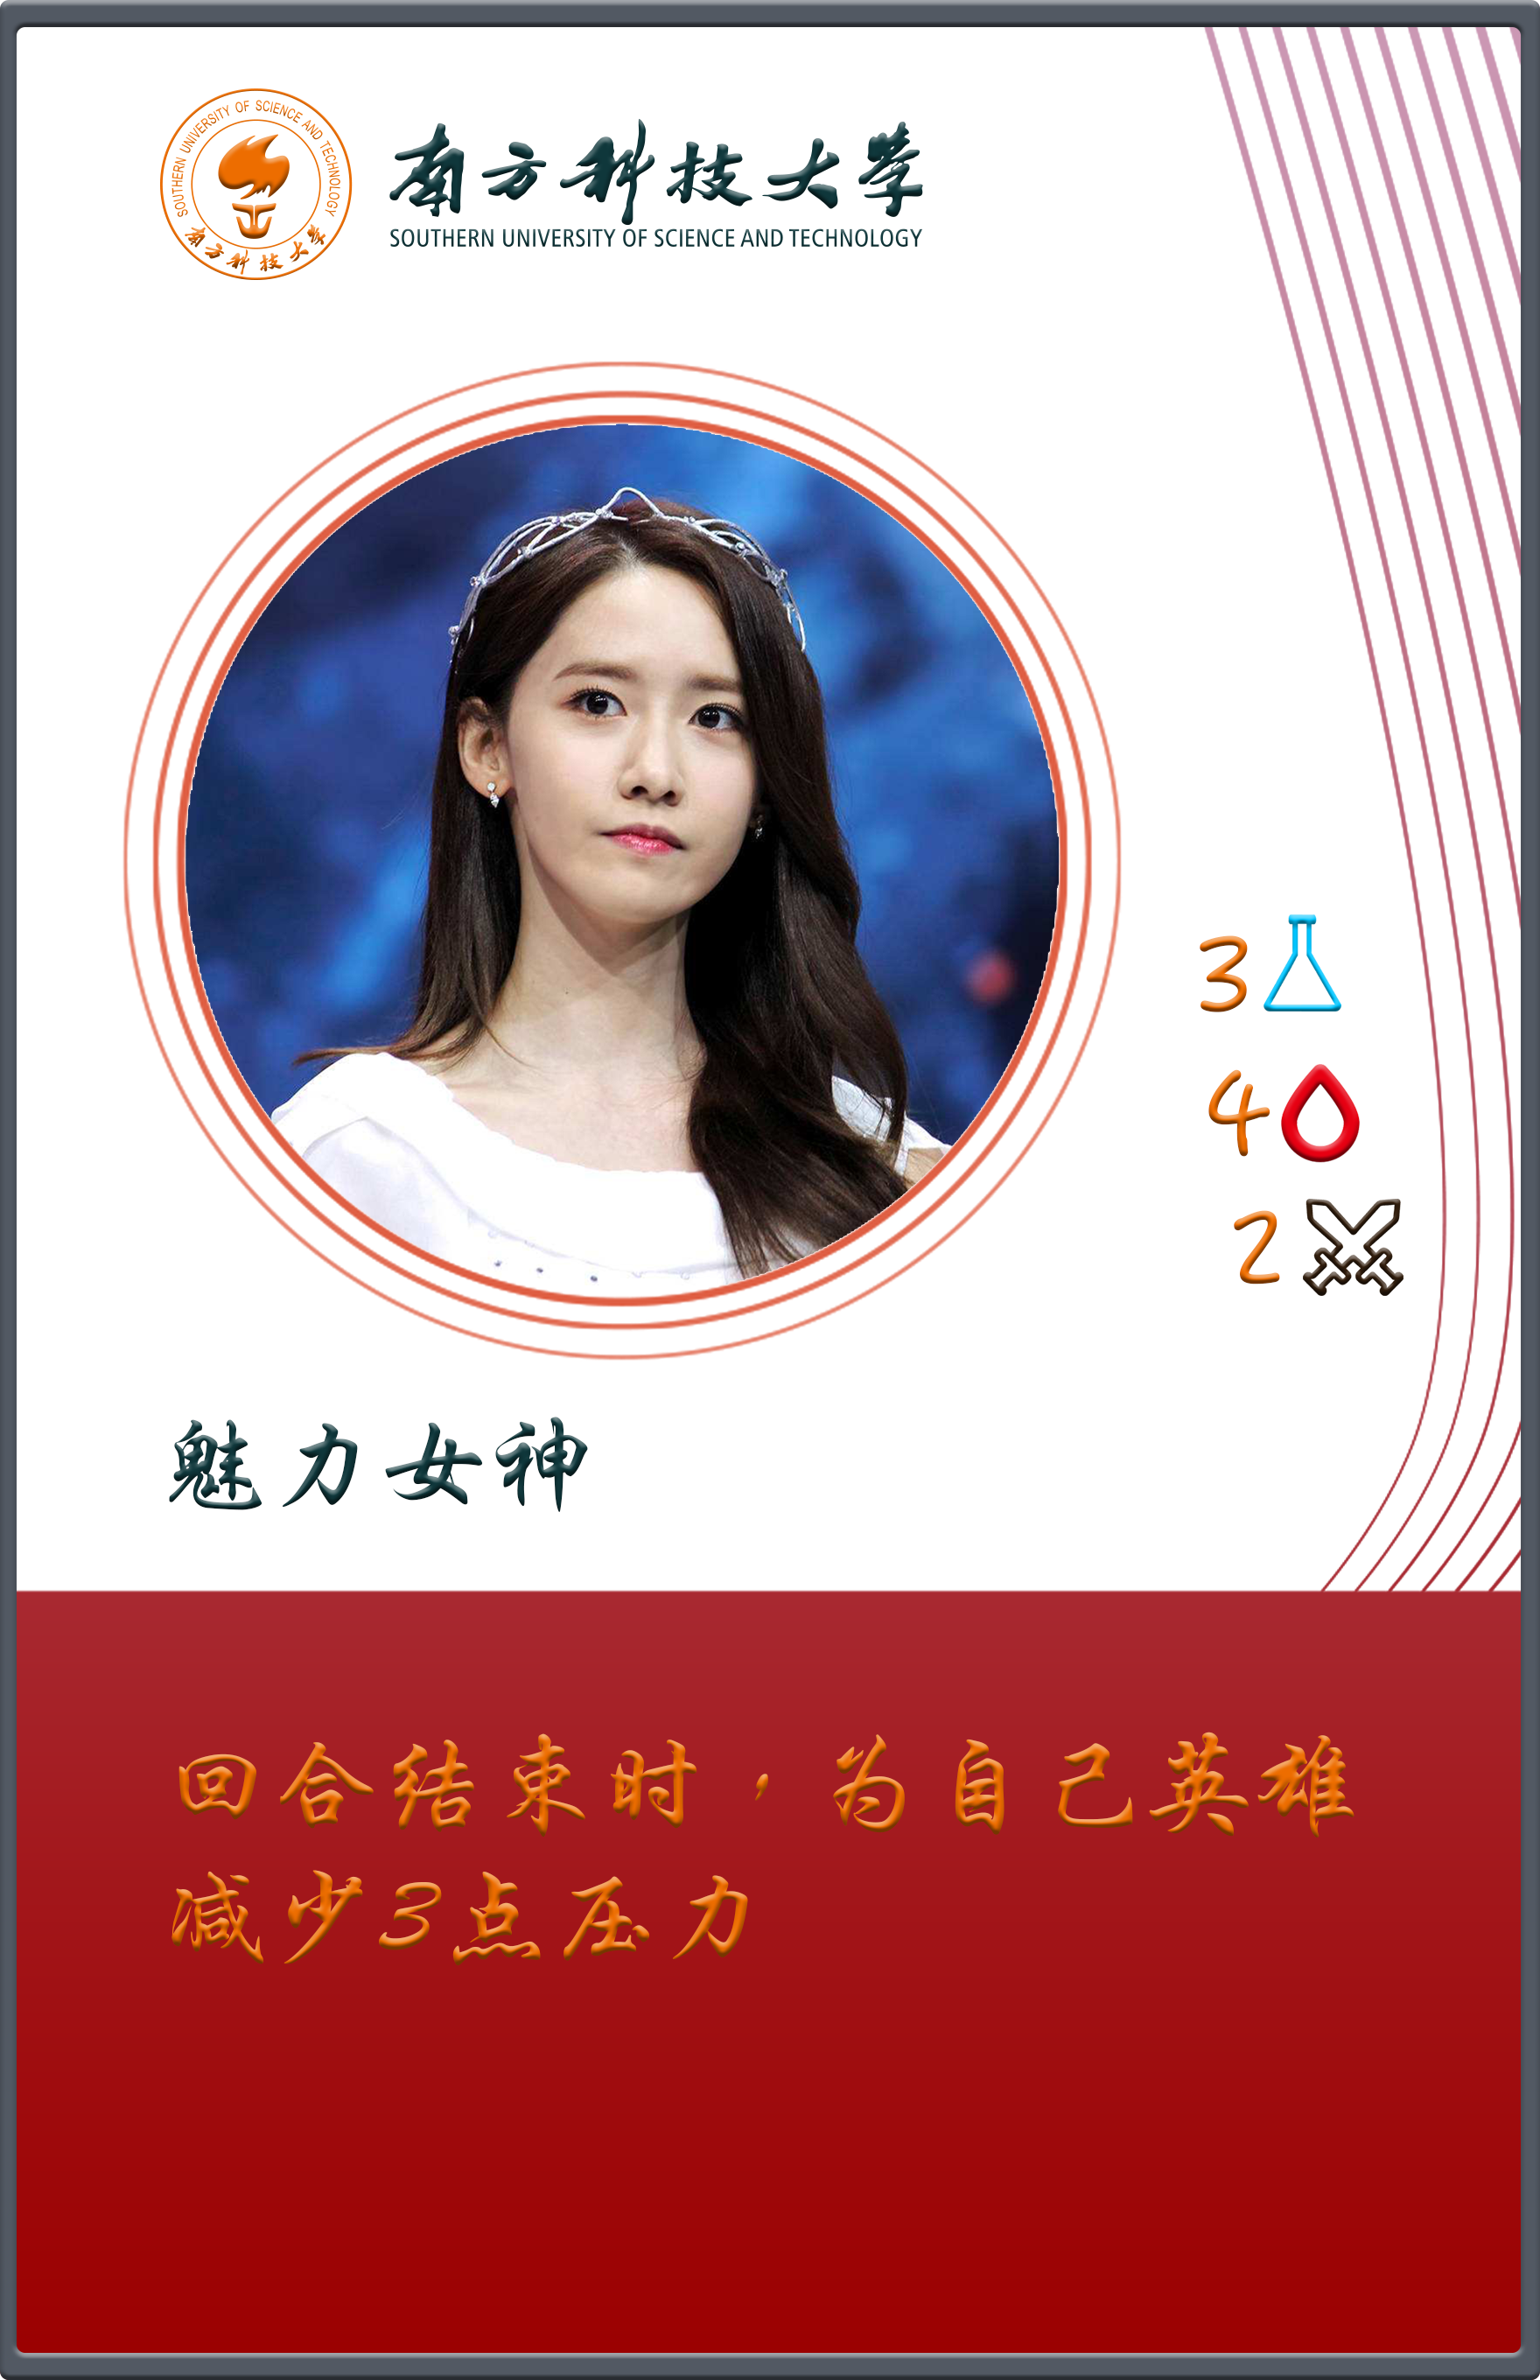 SOUTHERN UNIVERSITY OF SCIENCE AND TECHNOLOGY
南方科技大学
南方科技大学
SOUTHERN UNIVERSITY OF SCIENCE AND TECHNOLOGY
3
4
2
魅力女神
回合结束时，为自己英雄
减少3点压力